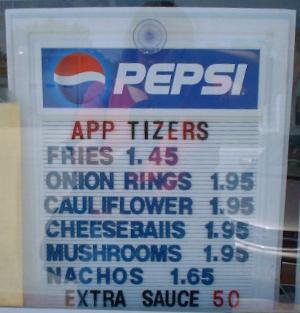 PEPSI
APP TIZERS
FRIES 1.45
ONION RINGS 1.95
CAULIFLOWER 1.95
CHEESEBAIIS 1.95
MUSHROOMS 1.95
NACHOS 1.65
EXTRA SAUCE 50